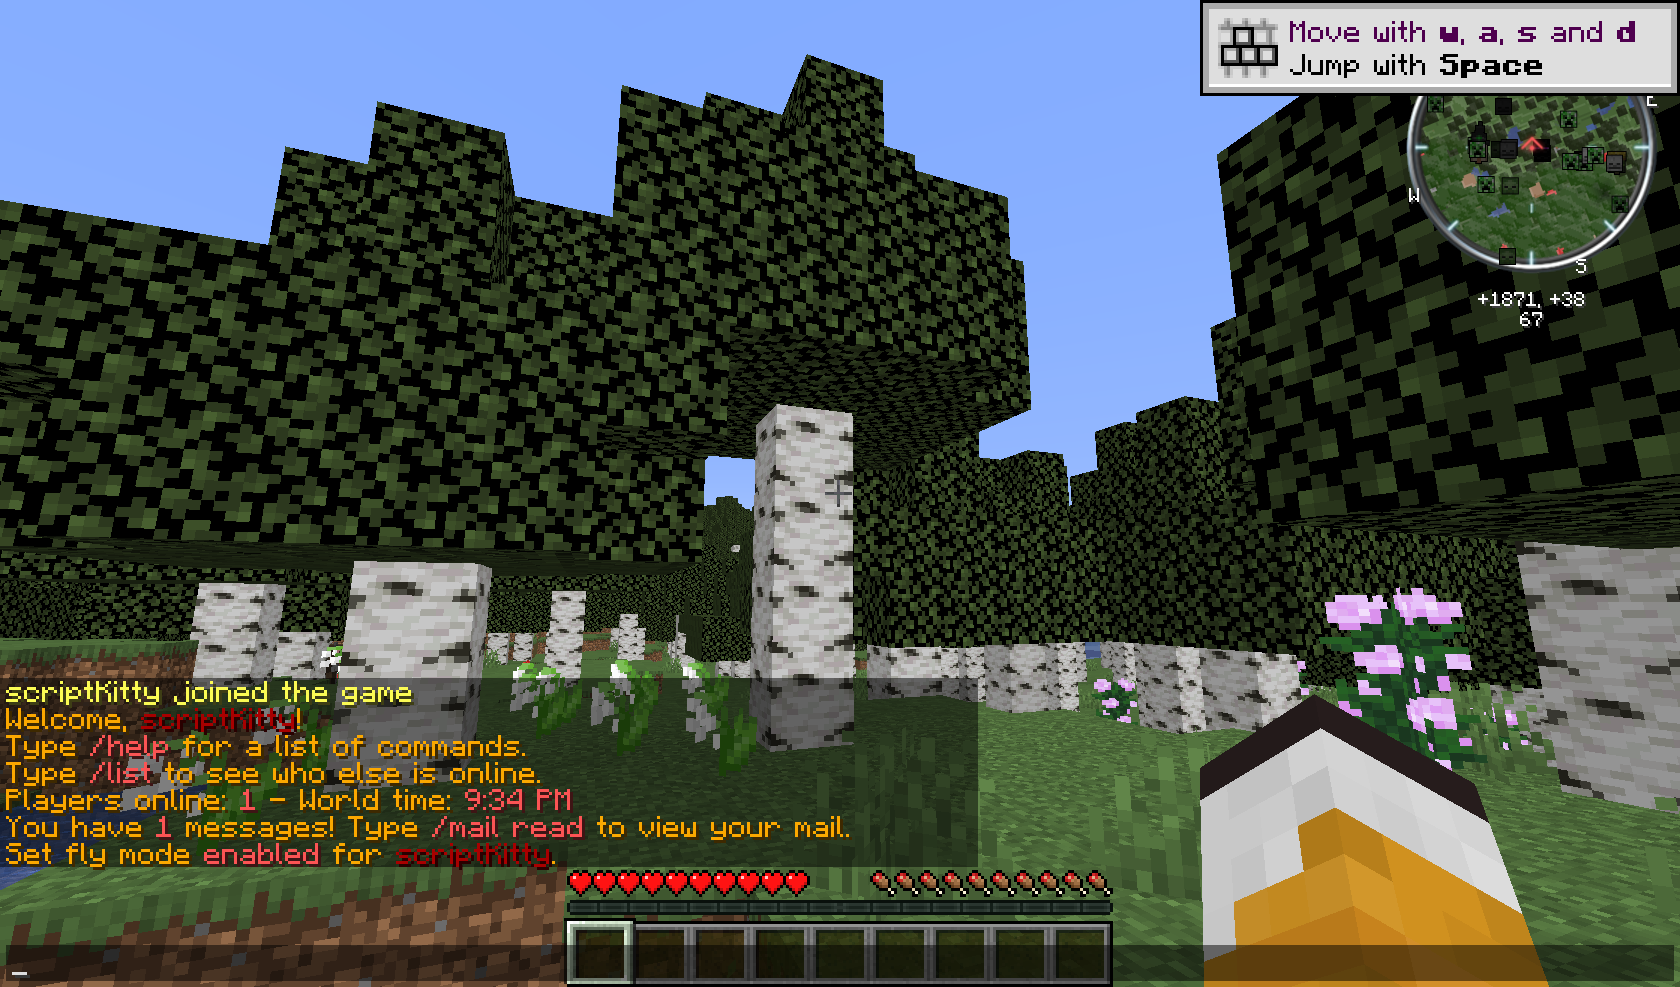 Move with w, a, s and d
Jump with Space
W
S
+1871, +38
67
scriptKitty joined the game
Welcome, scriptKitty!
Type /help for a list of commands.
Type /list to see who else is online.
Players online: 1 - World time: 9:34 PM
You have 1 messages! Type /mail read to view your mail.
Set fly mode enabled for scriptKitty.
_